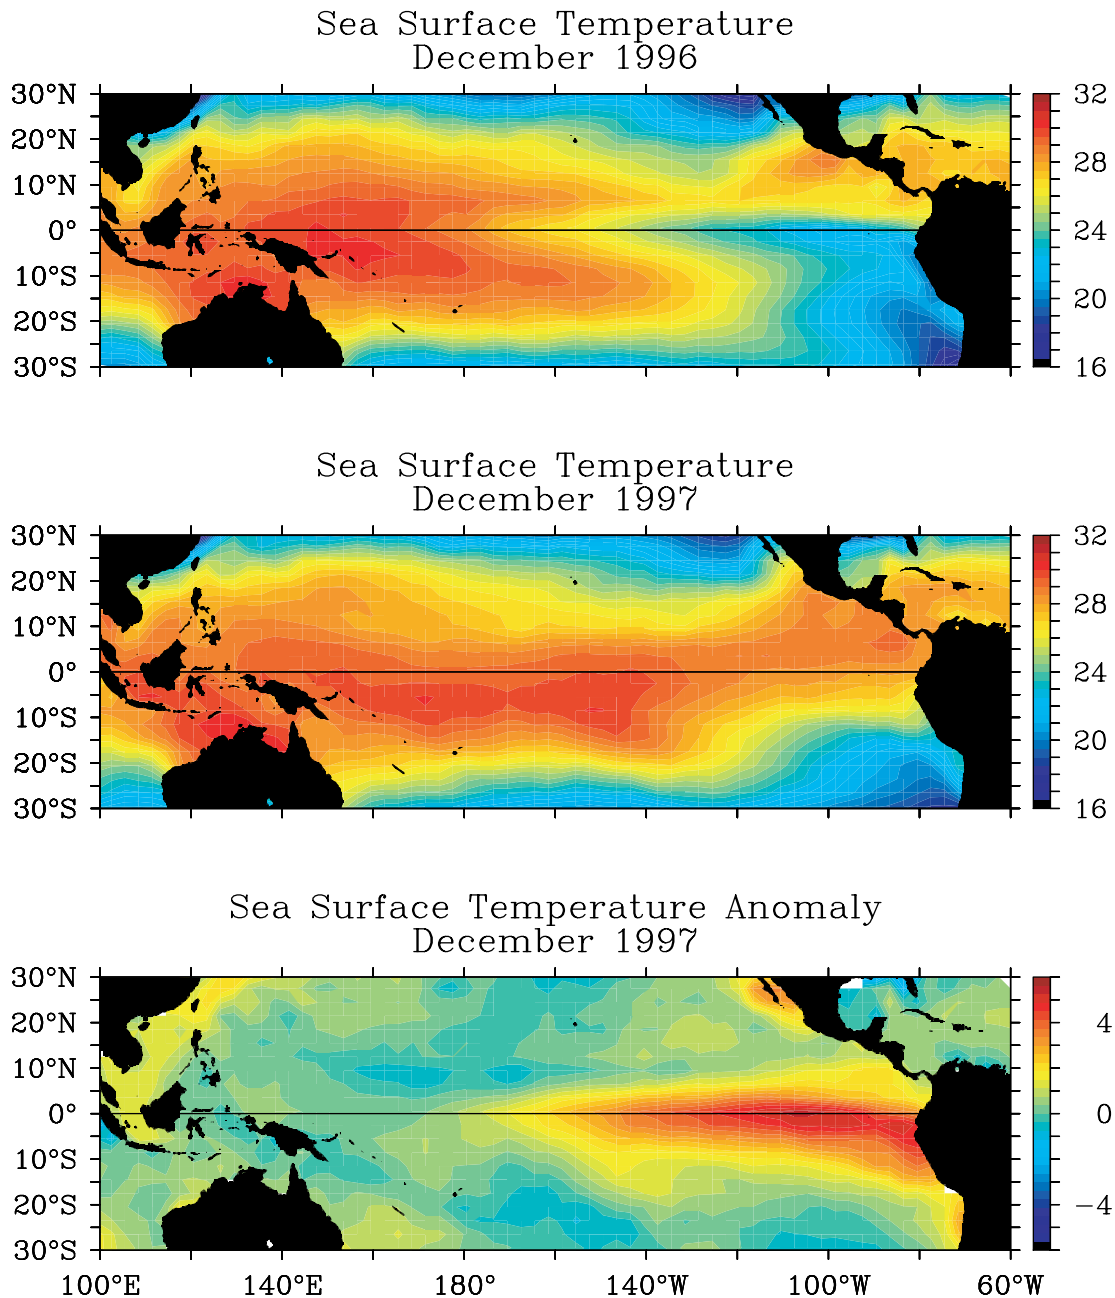 Sea Surface Temperature
December 1996
30°N
20°N
10°N
0°
10°S
20°S
30°S
32
28
24
20
16
Sea Surface Temperature
December 1997
30°N
20°N
10°N
0°
10°S
20°S
30°S
32
28
24
20
16
Sea Surface Temperature Anomaly
December 1997
30°N
20°N
10°N
0°
10°S
20°S
30°S
4
0
−4
100°E 140°E 180° 140°W 100°W 60°W